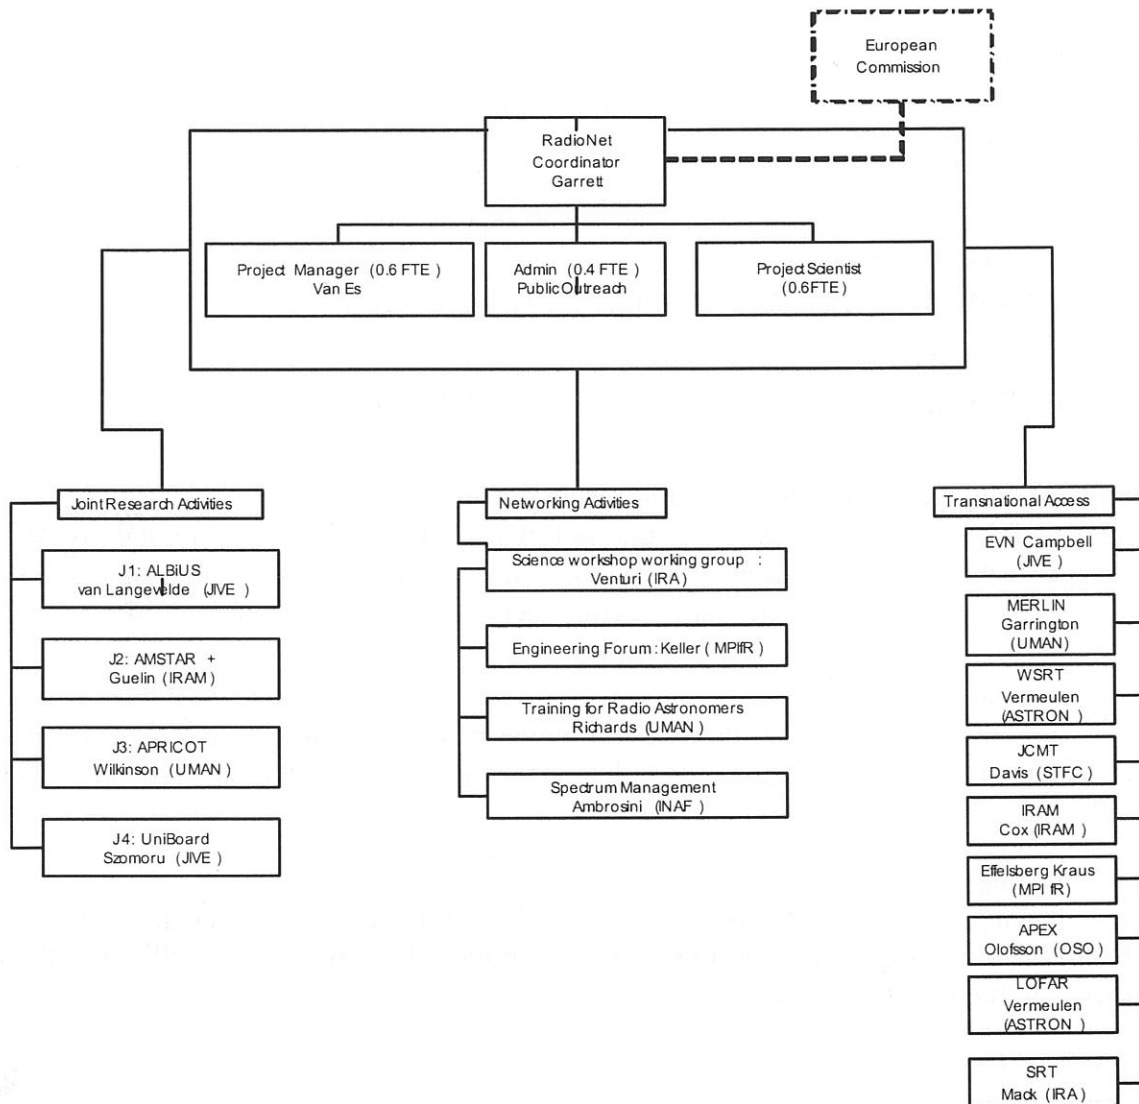 European
Commission
RadioNet
Coordinator
Garrett
Project Manager (0.6 FTE )
Van Es
Admin (0.4 FTE )
Public Outreach
Project Scientist
(0.6FTE )
Joint Research Activities
J1: ALBiUS
van Langevelde (JIVE )
J2: AMSTAR +
Guelin (IRAM )
J3: APRICOT
Wilkinson (UMAN )
J4: UniBoard
Szomoru (JIVE )
Networking Activities
Science workshop working group :
Venturi (IRA )
Engineering Forum : Keller ( MPIfR )
Training for Radio Astronomers
Richards (UMAN )
Spectrum Management
Ambrosini (INAF )
Transnational Access
EVN Campbell
(JIVE )
MERLIN
Garrington
(UMAN )
WSRT
Vermeulen
(ASTRON )
JCMT
Davis (STFC )
IRAM
Cox (IRAM )
Effelsberg Kraus
(MPI fR)
APEX
Olofsson (OSO )
LOFAR
Vermeulen
(ASTRON )
SRT
Mack (IRA )